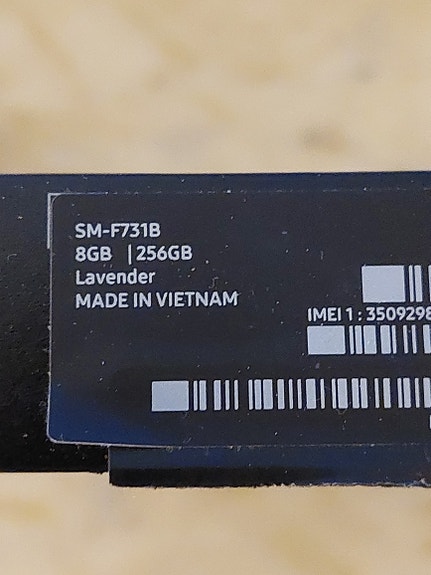 SM-F731B
8GB | 256GB
Lavender
MADE IN VIETNAM
IMEI 1 : 3509298